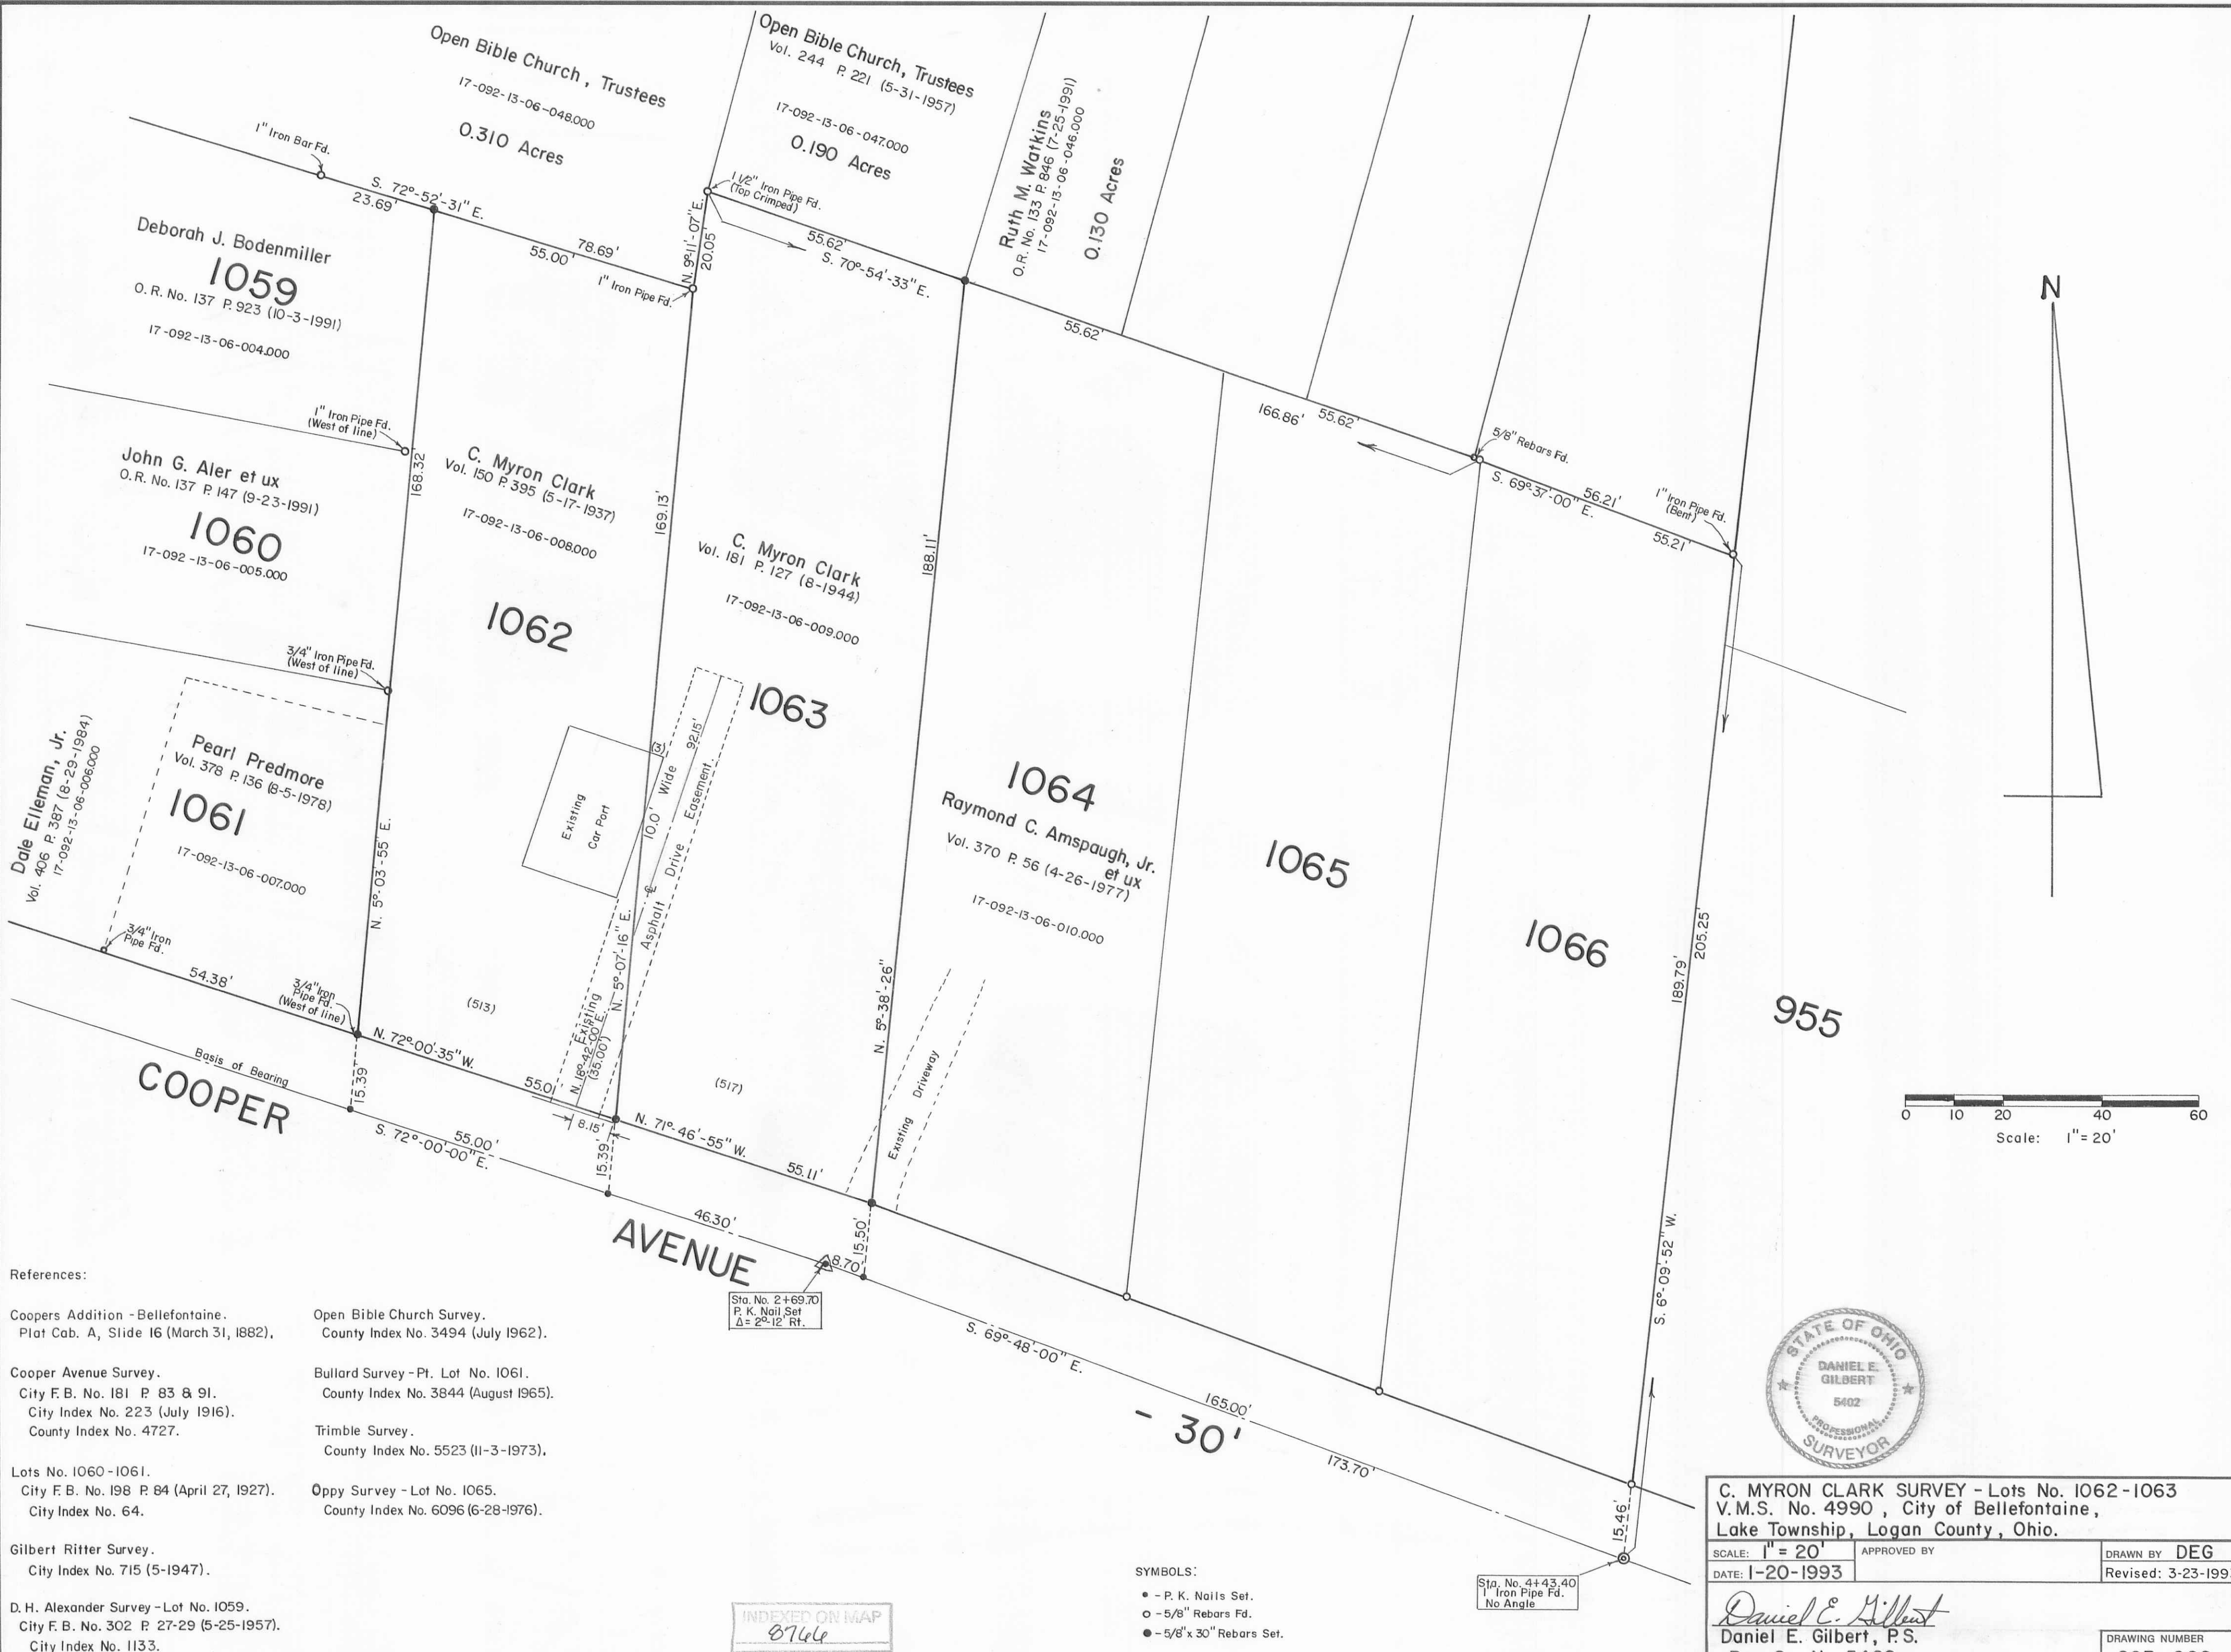 Open Bible Church, Trustees
17-092-13-06-048.000
0.310 Acres
Open Bible Church, Trustees
Vol. 244 P. 221 (5-31-1957)
17-092-13-06-047.000
0.190 Acres
Ruth M. Watkins
O.R. No. 133 P. 846 (7-25-1991)
17-092-13-06-046.000
0.130 Acres
1" Iron Bar Fd.
S. 72°-52'-31" E.
23.69'
78.69'
55.00'
1" Iron Pipe Fd.
N. 9°-11'-07" E.
20.05'
1 1/2" Iron Pipe Fd.
(Top Crimped)
55.62'
S. 70°-54'-33" E.
55.62'
166.86'
55.62'
5/8" Rebars Fd.
S. 69°-37'-00" E.
56.21'
55.21'
1" Iron Pipe Fd.
(Bent)
N
Deborah J. Bodenmiller
1059
O. R. No. 137 P. 923 (10-3-1991)
17-092-13-06-004.000
1" Iron Pipe Fd.
(West of line)
John G. Aler et ux
O.R. No. 137 P. 147 (9-23-1991)
1060
17-092-13-06-005.000
3/4" Iron Pipe Fd.
(West of line)
168.32'
N. 5°-03'-55" E.
C. Myron Clark
Vol. 150 P. 395 (5-17-1937)
17-092-13-06-008.000
1062
169.13'
N. 5°-07'-16" E.
C. Myron Clark
Vol. 181 P. 127 (8-1944)
17-092-13-06-009.000
1063
188.11'
N. 5°-38'-26"
Dale Elleman, Jr.
Vol. 406 P. 387 (8-29-1984)
17-092-13-06-006.000
Pearl Predmore
Vol. 378 P. 136 (8-5-1978)
1061
17-092-13-06-007.000
3/4" Iron
Pipe Fd.
54.38'
3/4" Iron
Pipe Fd.
(West of line)
Existing
Car Port
(3)
10.0' Wide
92.15'
Existing
Asphalt Drive Easement
℄
N. 18°-42'-00" E.
(35.00')
1064
Raymond C. Amspaugh, Jr.
et ux
Vol. 370 P. 56 (4-26-1977)
17-092-13-06-010.000
1065
1066
955
189.79'
205.25'
S. 6°-09'-52" W.
(513)
N. 72°-00'-35" W.
55.01'
8.15'
(517)
N. 71°-46'-55" W.
55.11'
Existing Driveway
Basis of Bearing
15.39'
S. 72°-00'-00" E.
55.00'
15.39'
46.30'
8.70'
15.50'
COOPER
AVENUE
- 30'
Sta. No. 2+69.70
P. K. Nail Set
Δ= 2°-12' Rt.
S. 69°-48'-00" E.
165.00'
173.70'
15.46'
Sta. No. 4+43.40
1" Iron Pipe Fd.
No Angle
0 10 20 40 60
Scale: 1"= 20'
References:
Coopers Addition - Bellefontaine.
Plat Cab. A, Slide 16 (March 31, 1882).
Cooper Avenue Survey.
City F. B. No. 181 P. 83 & 91.
City Index No. 223 (July 1916).
County Index No. 4727.
Lots No. 1060-1061.
City F. B. No. 198 P. 84 (April 27, 1927).
City Index No. 64.
Gilbert Ritter Survey.
City Index No. 715 (5-1947).
D. H. Alexander Survey - Lot No. 1059.
City F. B. No. 302 P. 27-29 (5-25-1957).
City Index No. 1133.
Open Bible Church Survey.
County Index No. 3494 (July 1962).
Bullard Survey - Pt. Lot No. 1061.
County Index No. 3844 (August 1965).
Trimble Survey.
County Index No. 5523 (11-3-1973).
Oppy Survey - Lot No. 1065.
County Index No. 6096 (6-28-1976).
INDEXED ON MAP
8766
SYMBOLS:
• - P. K. Nails Set.
○ - 5/8" Rebars Fd.
● - 5/8" x 30" Rebars Set.
STATE OF OHIO
DANIEL E.
GILBERT
5402
PROFESSIONAL
SURVEYOR
C. MYRON CLARK SURVEY - Lots No. 1062-1063
V.M.S. No. 4990, City of Bellefontaine,
Lake Township, Logan County, Ohio.
SCALE: 1" = 20'
APPROVED BY
DRAWN BY DEG
DATE: 1-20-1993
Revised: 3-23-199
Daniel E. Gilbert
Daniel E. Gilbert, P.S.
DRAWING NUMBER